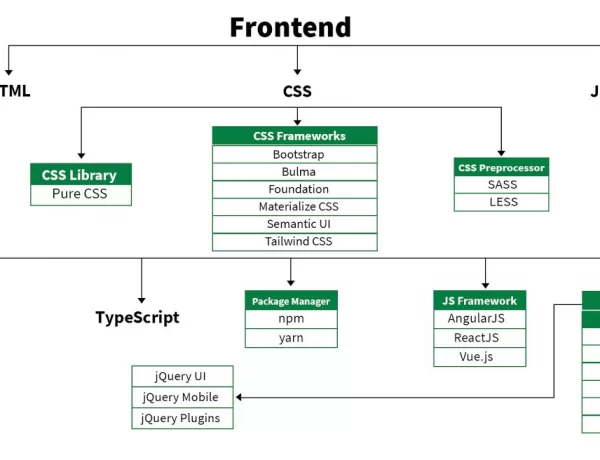 Frontend
TML
CSS
J
CSS Library
Pure CSS
CSS Frameworks
Bootstrap
Bulma
Foundation
Materialize CSS
Semantic UI
Tailwind CSS
CSS Preprocessor
SASS
LESS
TypeScript
Package Manager
npm
yarn
JS Framework
AngularJS
ReactJS
Vue.js
jQuery UI
jQuery Mobile
jQuery Plugins